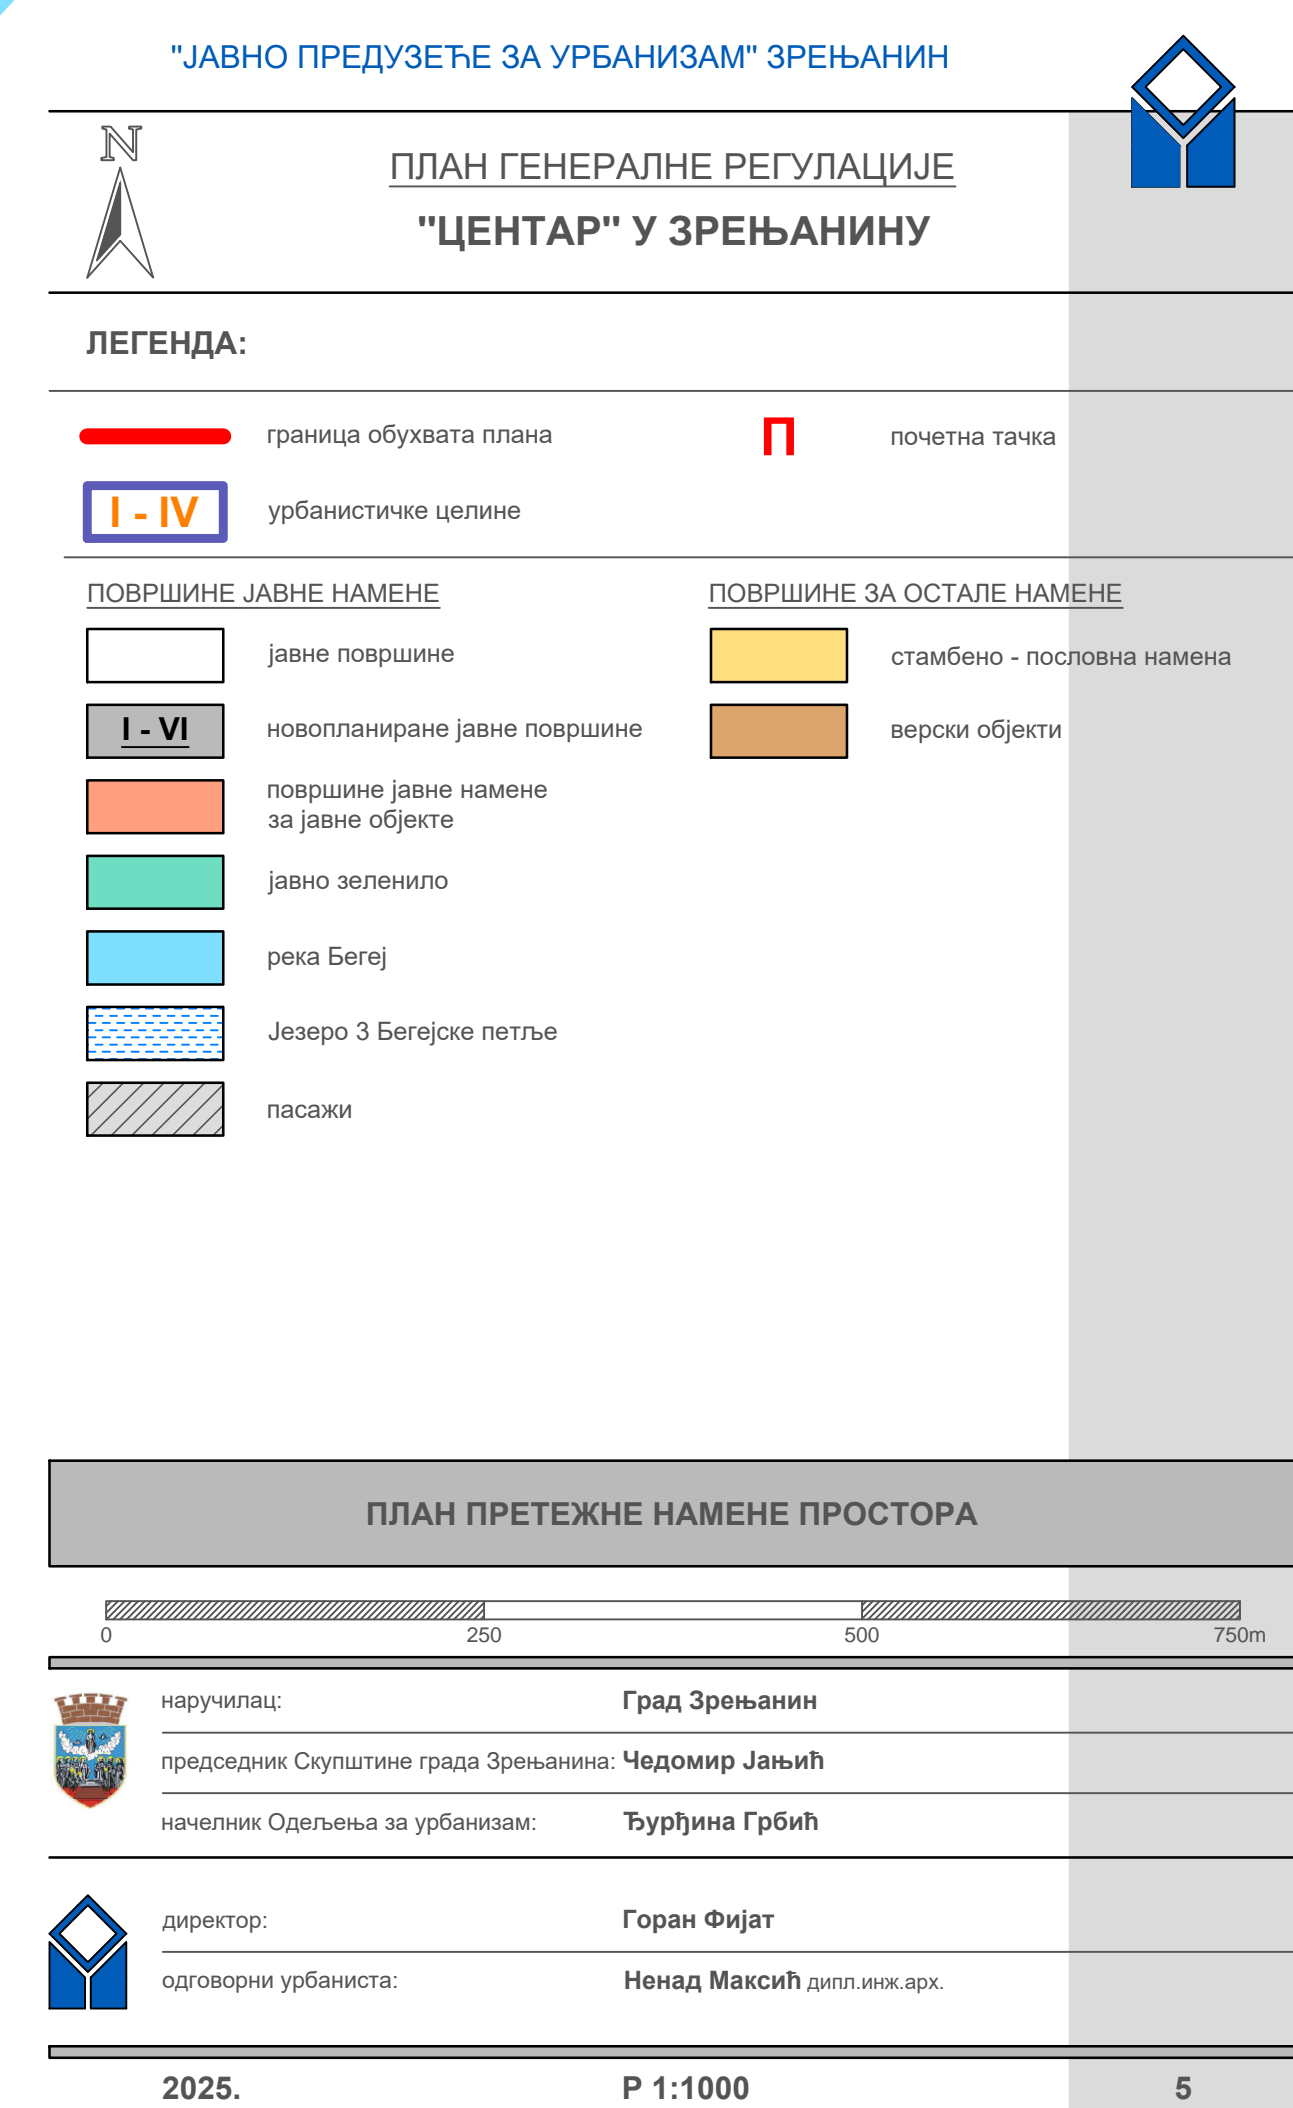 "ЈАВНО ПРЕДУЗЕЋЕ ЗА УРБАНИЗАМ" ЗРЕЊАНИН
N
ПЛАН ГЕНЕРАЛНЕ РЕГУЛАЦИЈЕ
"ЦЕНТАР" У ЗРЕЊАНИНУ
ЛЕГЕНДА:
граница обухвата плана
П почетна тачка
I - IV урбанистичке целине
ПОВРШИНЕ ЈАВНЕ НАМЕНЕ
јавне површине
I - VI новопланиране јавне површине
површине јавне намене
за јавне објекте
јавно зеленило
река Бегеј
Језеро 3 Бегејске петље
пасажи
ПОВРШИНЕ ЗА ОСТАЛЕ НАМЕНЕ
стамбено - пословна намена
верски објекти
ПЛАН ПРЕТЕЖНЕ НАМЕНЕ ПРОСТОРА
0 250 500 750m
наручилац: Град Зрењанин
председник Скупштине града Зрењанина: Чедомир Јањић
начелник Одељења за урбанизам: Ђурђина Грбић
директор: Горан Фијат
одговорни урбаниста: Ненад Максић дипл.инж.арх.
2025. Р 1:1000 5